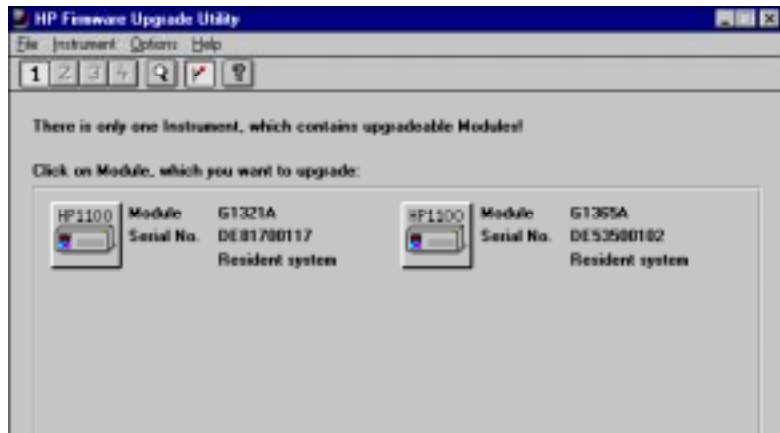 HP Firmware Upgrade Utility
File Instrument Options Help
1 2 3 4 ?
There is only one Instrument, which contains upgradeable Modules!
Click on Module, which you want to upgrade:
HP1100 Module G1321A HP1100 Module G1365A
Serial No. DE81700117 Serial No. DE53500102
Resident system Resident system